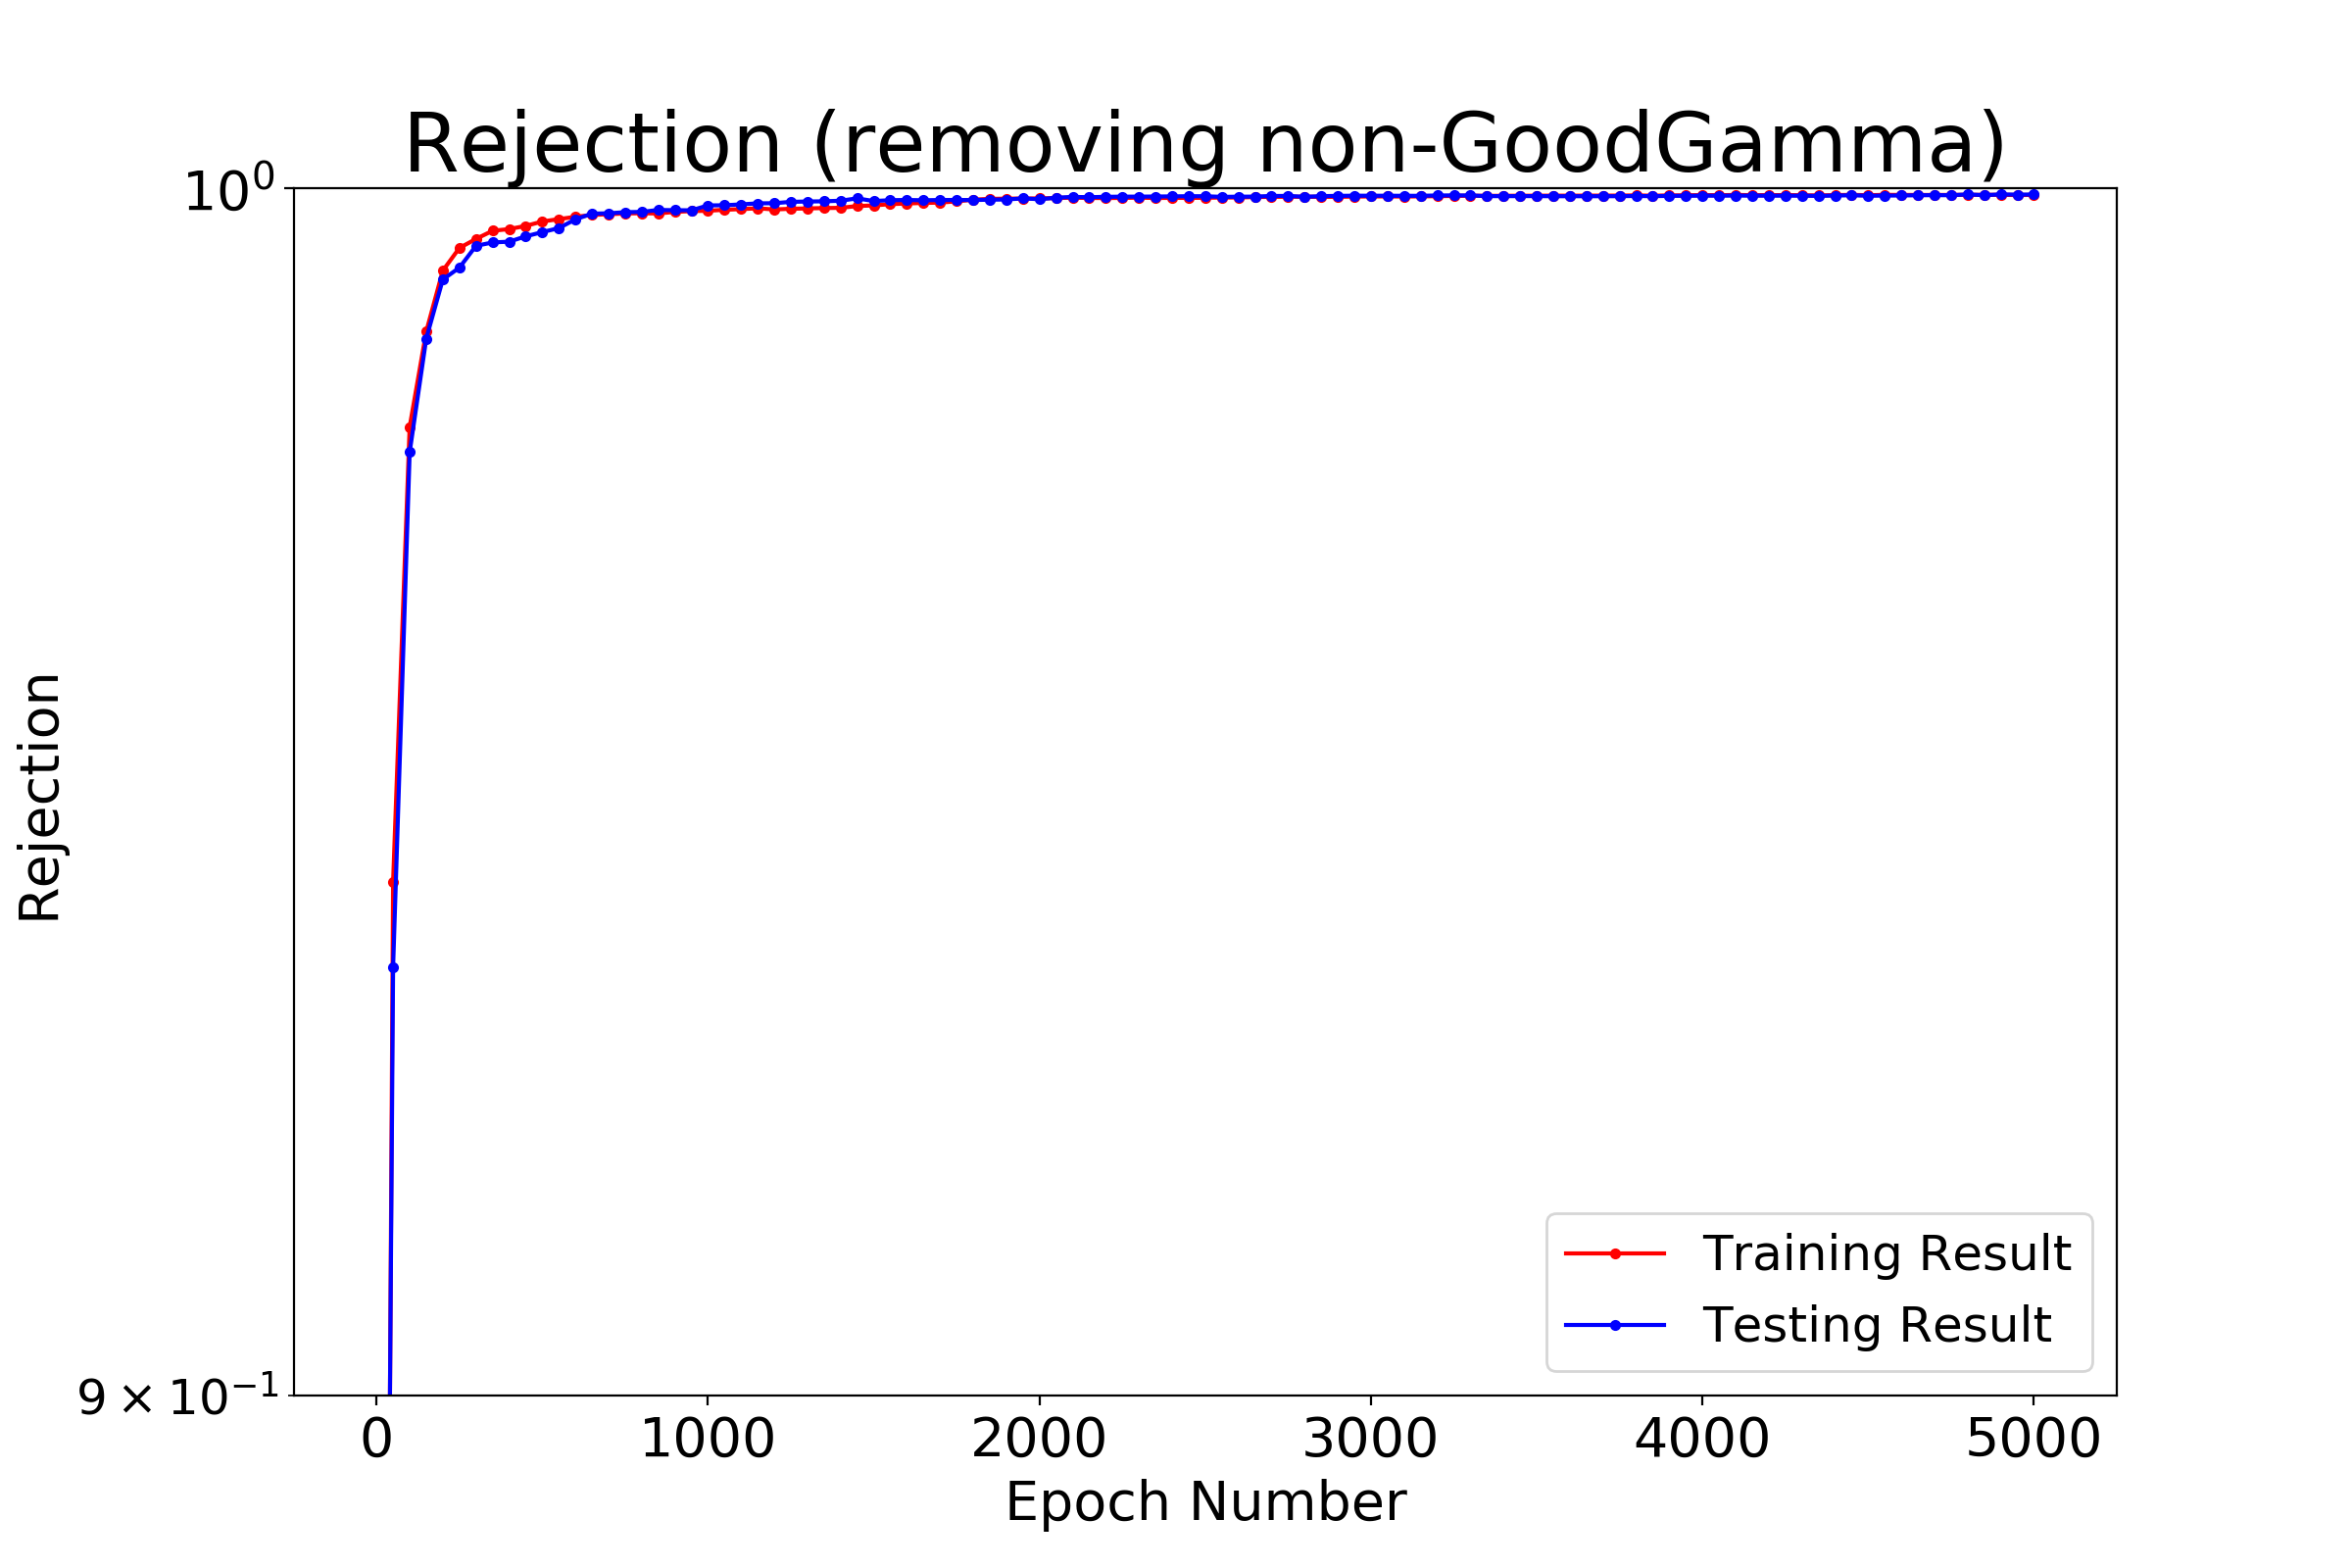 Rejection (removing non-GoodGamma)
10⁰
Rejection
9 × 10⁻¹
Training Result
Testing Result
0 1000 2000 3000 4000 5000
Epoch Number